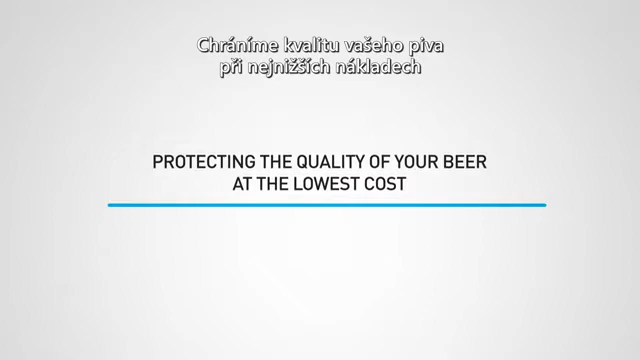 Chráníme kvalitu vašeho piva
při nejnižších nákladech
PROTECTING THE QUALITY OF YOUR BEER
AT THE LOWEST COST